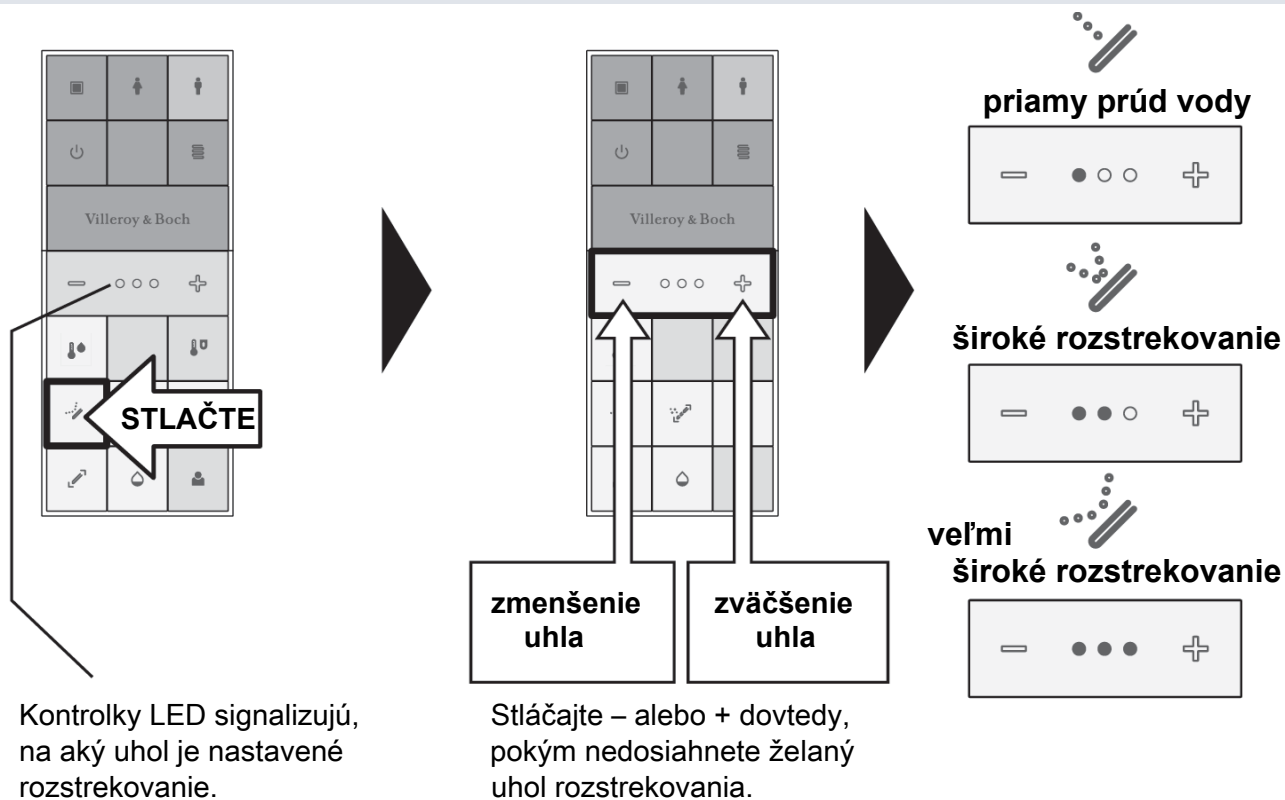 Villeroy & Boch
STLAČTE
Kontrolky LED signalizujú,
na aký uhol je nastavené
rozstrekovanie.
Villeroy & Boch
zmenšenie
uhla
zväčšenie
uhla
Stláčajte – alebo + dovtedy,
pokým nedosiahnete želaný
uhol rozstrekovania.
priamy prúd vody
široké rozstrekovanie
veľmi
široké rozstrekovanie